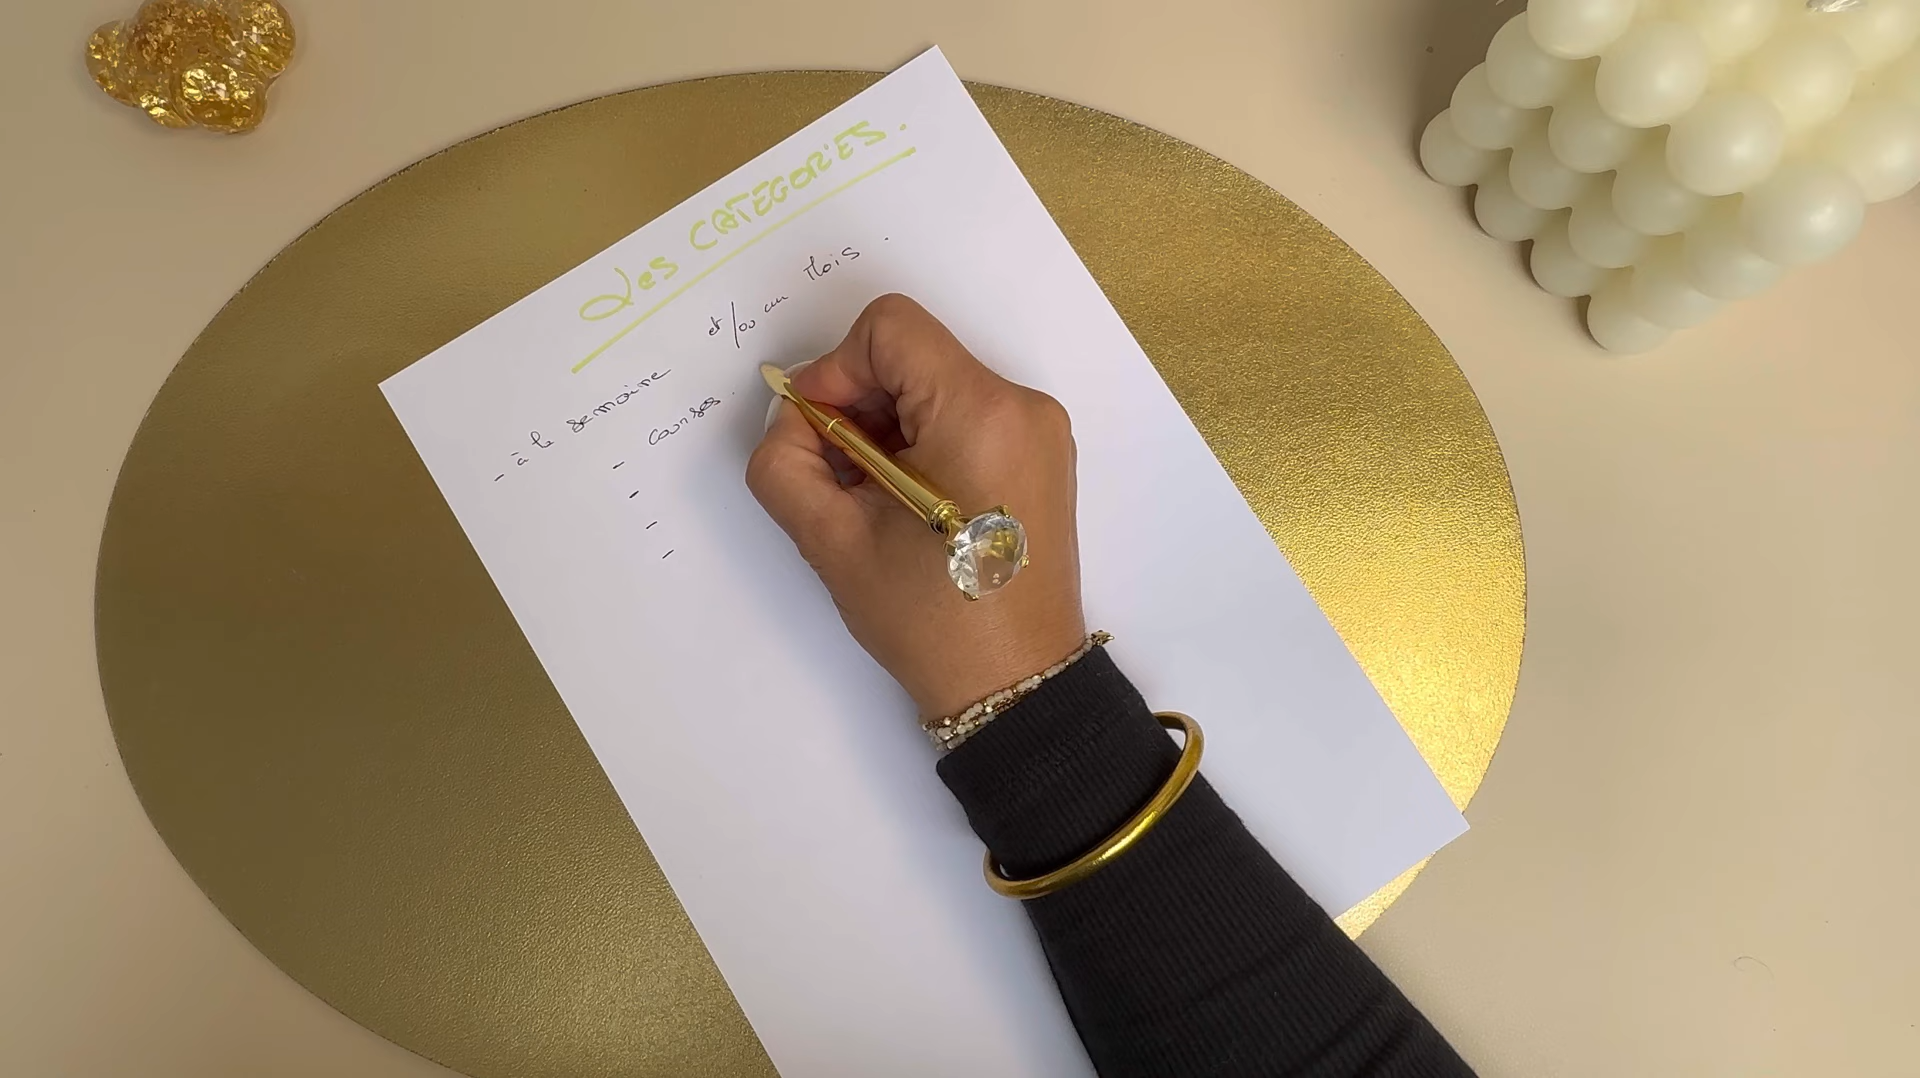 Les CATEGORIES.
- à la semaine et/ou au Mois.
- courses.
-
-
-